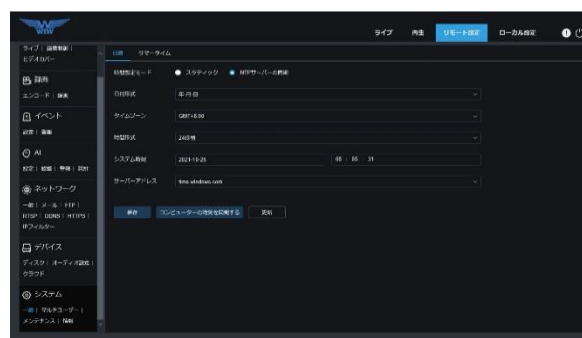 WTW
ライブ 再生 リモート設定 ローカル設定
ライブ | 画像制御 |
ビデオカバー
日時 サマータイム
時間設定モード スタティック NTPサーバーの同期
録画
エンコード | 録画
日付形式 年/月/日
イベント
タイムゾーン GMT+9:00
時間形式 24時間
AI
システム時刻 2021-10-26
設定 | 認識 | 警報 | 統計
サーバーアドレス time.windows.com
ネットワーク
一般 | メール | FTP |
RTSP | DDNS | HTTPS |
IPフィルター
保存 コンピューターの時刻を同期する 更新
デバイス
ディスク | オーディオ設定 |
クラウド
システム
一般 | マルチユーザー |
メンテナンス | 情報